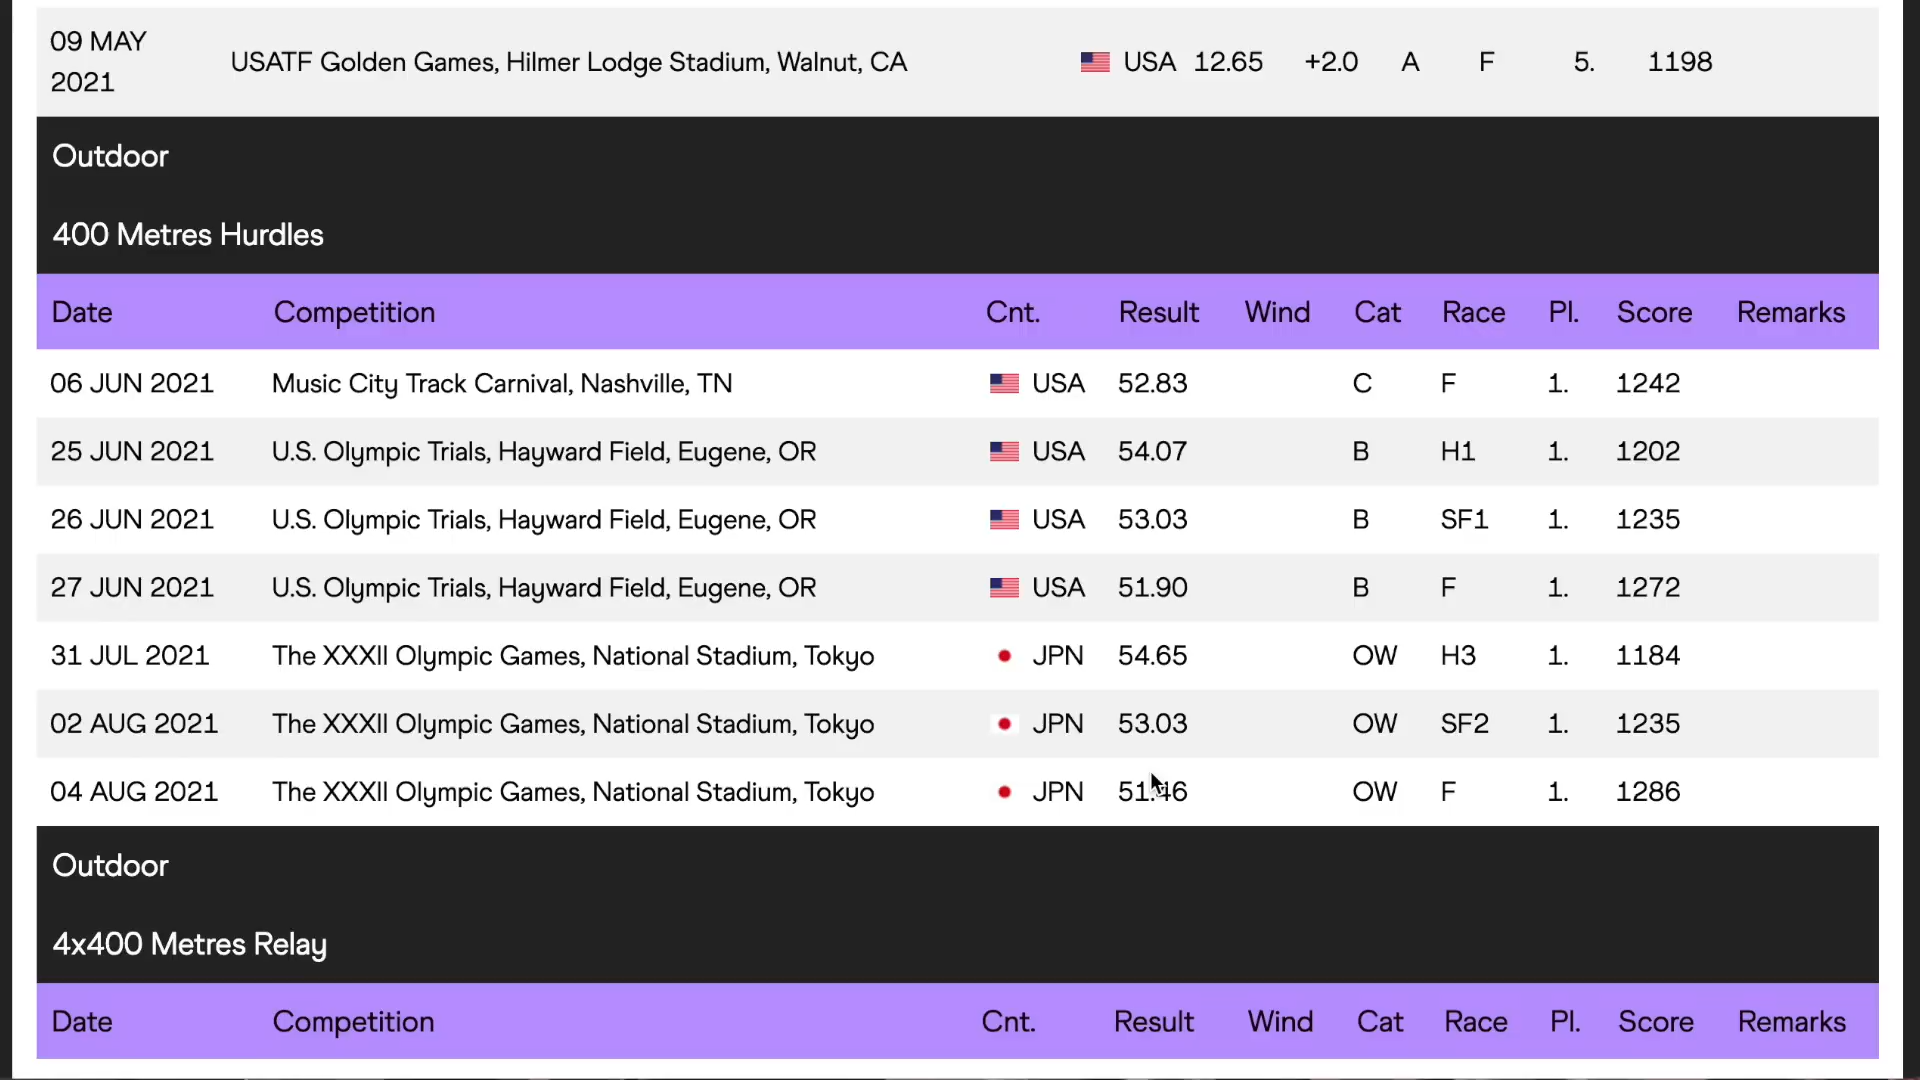 09 MAY 2021 USATF Golden Games, Hilmer Lodge Stadium, Walnut, CA USA 12.65 +2.0 A F 5. 1198
Outdoor
400 Metres Hurdles
Date Competition Cnt. Result Wind Cat Race Pl. Score Remarks
06 JUN 2021 Music City Track Carnival, Nashville, TN USA 52.83 C F 1. 1242
25 JUN 2021 U.S. Olympic Trials, Hayward Field, Eugene, OR USA 54.07 B H1 1. 1202
26 JUN 2021 U.S. Olympic Trials, Hayward Field, Eugene, OR USA 53.03 B SF1 1. 1235
27 JUN 2021 U.S. Olympic Trials, Hayward Field, Eugene, OR USA 51.90 B F 1. 1272
31 JUL 2021 The XXXII Olympic Games, National Stadium, Tokyo JPN 54.65 OW H3 1. 1184
02 AUG 2021 The XXXII Olympic Games, National Stadium, Tokyo JPN 53.03 OW SF2 1. 1235
04 AUG 2021 The XXXII Olympic Games, National Stadium, Tokyo JPN 51.46 OW F 1. 1286
Outdoor
4x400 Metres Relay
Date Competition Cnt. Result Wind Cat Race Pl. Score Remarks